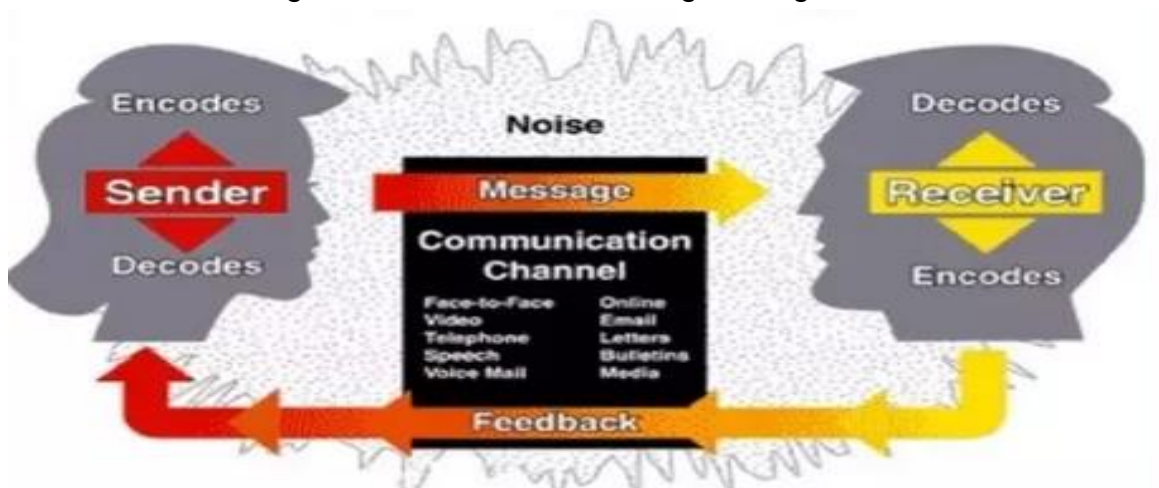 Encodes
Sender
Decodes
Noise
Message
Communication
Channel
Face-to-Face Online
Video Email
Telephone Letters
Speech Bulletins
Voice Mail Media
Feedback
Decodes
Receiver
Encodes